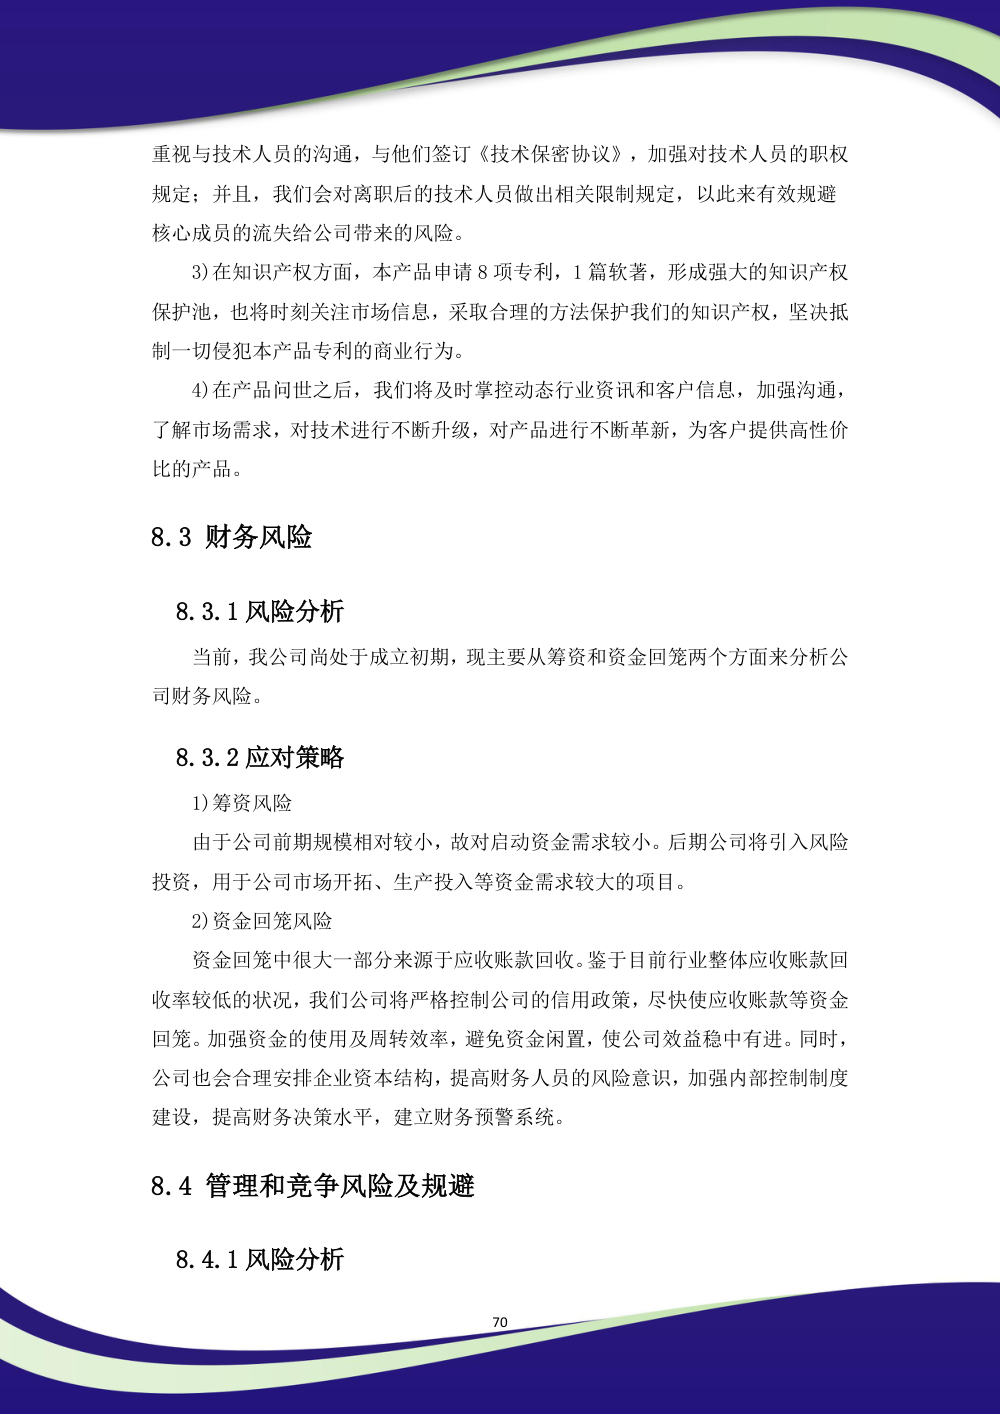 重视与技术人员的沟通，与他们签订《技术保密协议》，加强对技术人员的职权
规定；并且，我们会对离职后的技术人员做出相关限制规定，以此来有效规避
核心成员的流失给公司带来的风险。
3)在知识产权方面，本产品申请 8 项专利，1 篇软著，形成强大的知识产权
保护池，也将时刻关注市场信息，采取合理的方法保护我们的知识产权，坚决抵
制一切侵犯本产品专利的商业行为。
4)在产品问世之后，我们将及时掌控动态行业资讯和客户信息，加强沟通，
了解市场需求，对技术进行不断升级，对产品进行不断革新，为客户提供高性价
比的产品。
8.3 财务风险
8.3.1 风险分析
当前，我公司尚处于成立初期，现主要从筹资和资金回笼两个方面来分析公
司财务风险。
8.3.2 应对策略
1)筹资风险
由于公司前期规模相对较小，故对启动资金需求较小。后期公司将引入风险
投资，用于公司市场开拓、生产投入等资金需求较大的项目。
2)资金回笼风险
资金回笼中很大一部分来源于应收账款回收。鉴于目前行业整体应收账款回
收率较低的状况，我们公司将严格控制公司的信用政策，尽快使应收账款等资金
回笼。加强资金的使用及周转效率，避免资金闲置，使公司效益稳中有进。同时，
公司也会合理安排企业资本结构，提高财务人员的风险意识，加强内部控制制度
建设，提高财务决策水平，建立财务预警系统。
8.4 管理和竞争风险及规避
8.4.1 风险分析
70